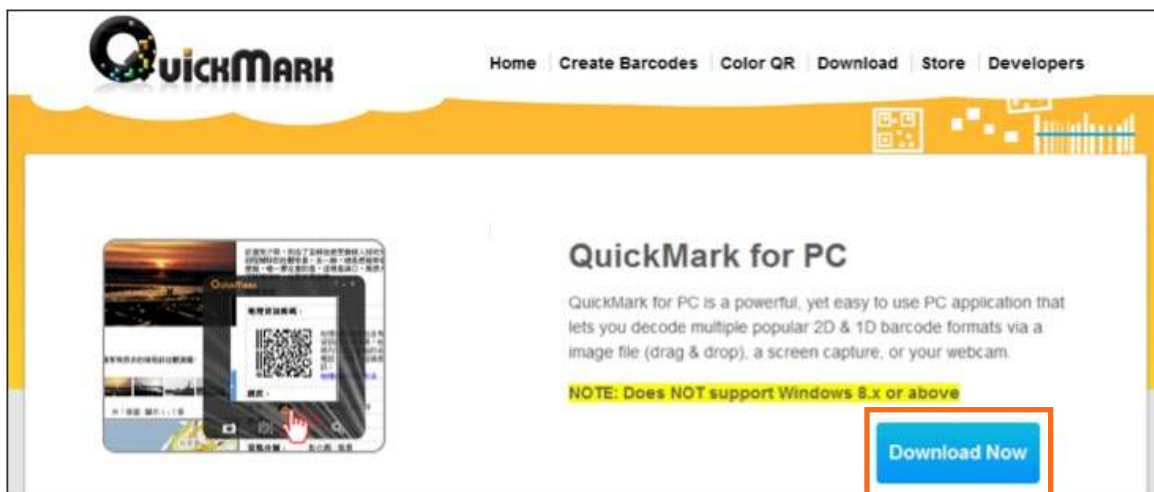 QuickMark
Home Create Barcodes Color QR Download Store Developers
QuickMark
QuickMark for PC
QuickMark for PC is a powerful, yet easy to use PC application that
lets you decode multiple popular 2D & 1D barcode formats via a
image file (drag & drop), a screen capture, or your webcam.
NOTE: Does NOT support Windows 8.x or above
Download Now